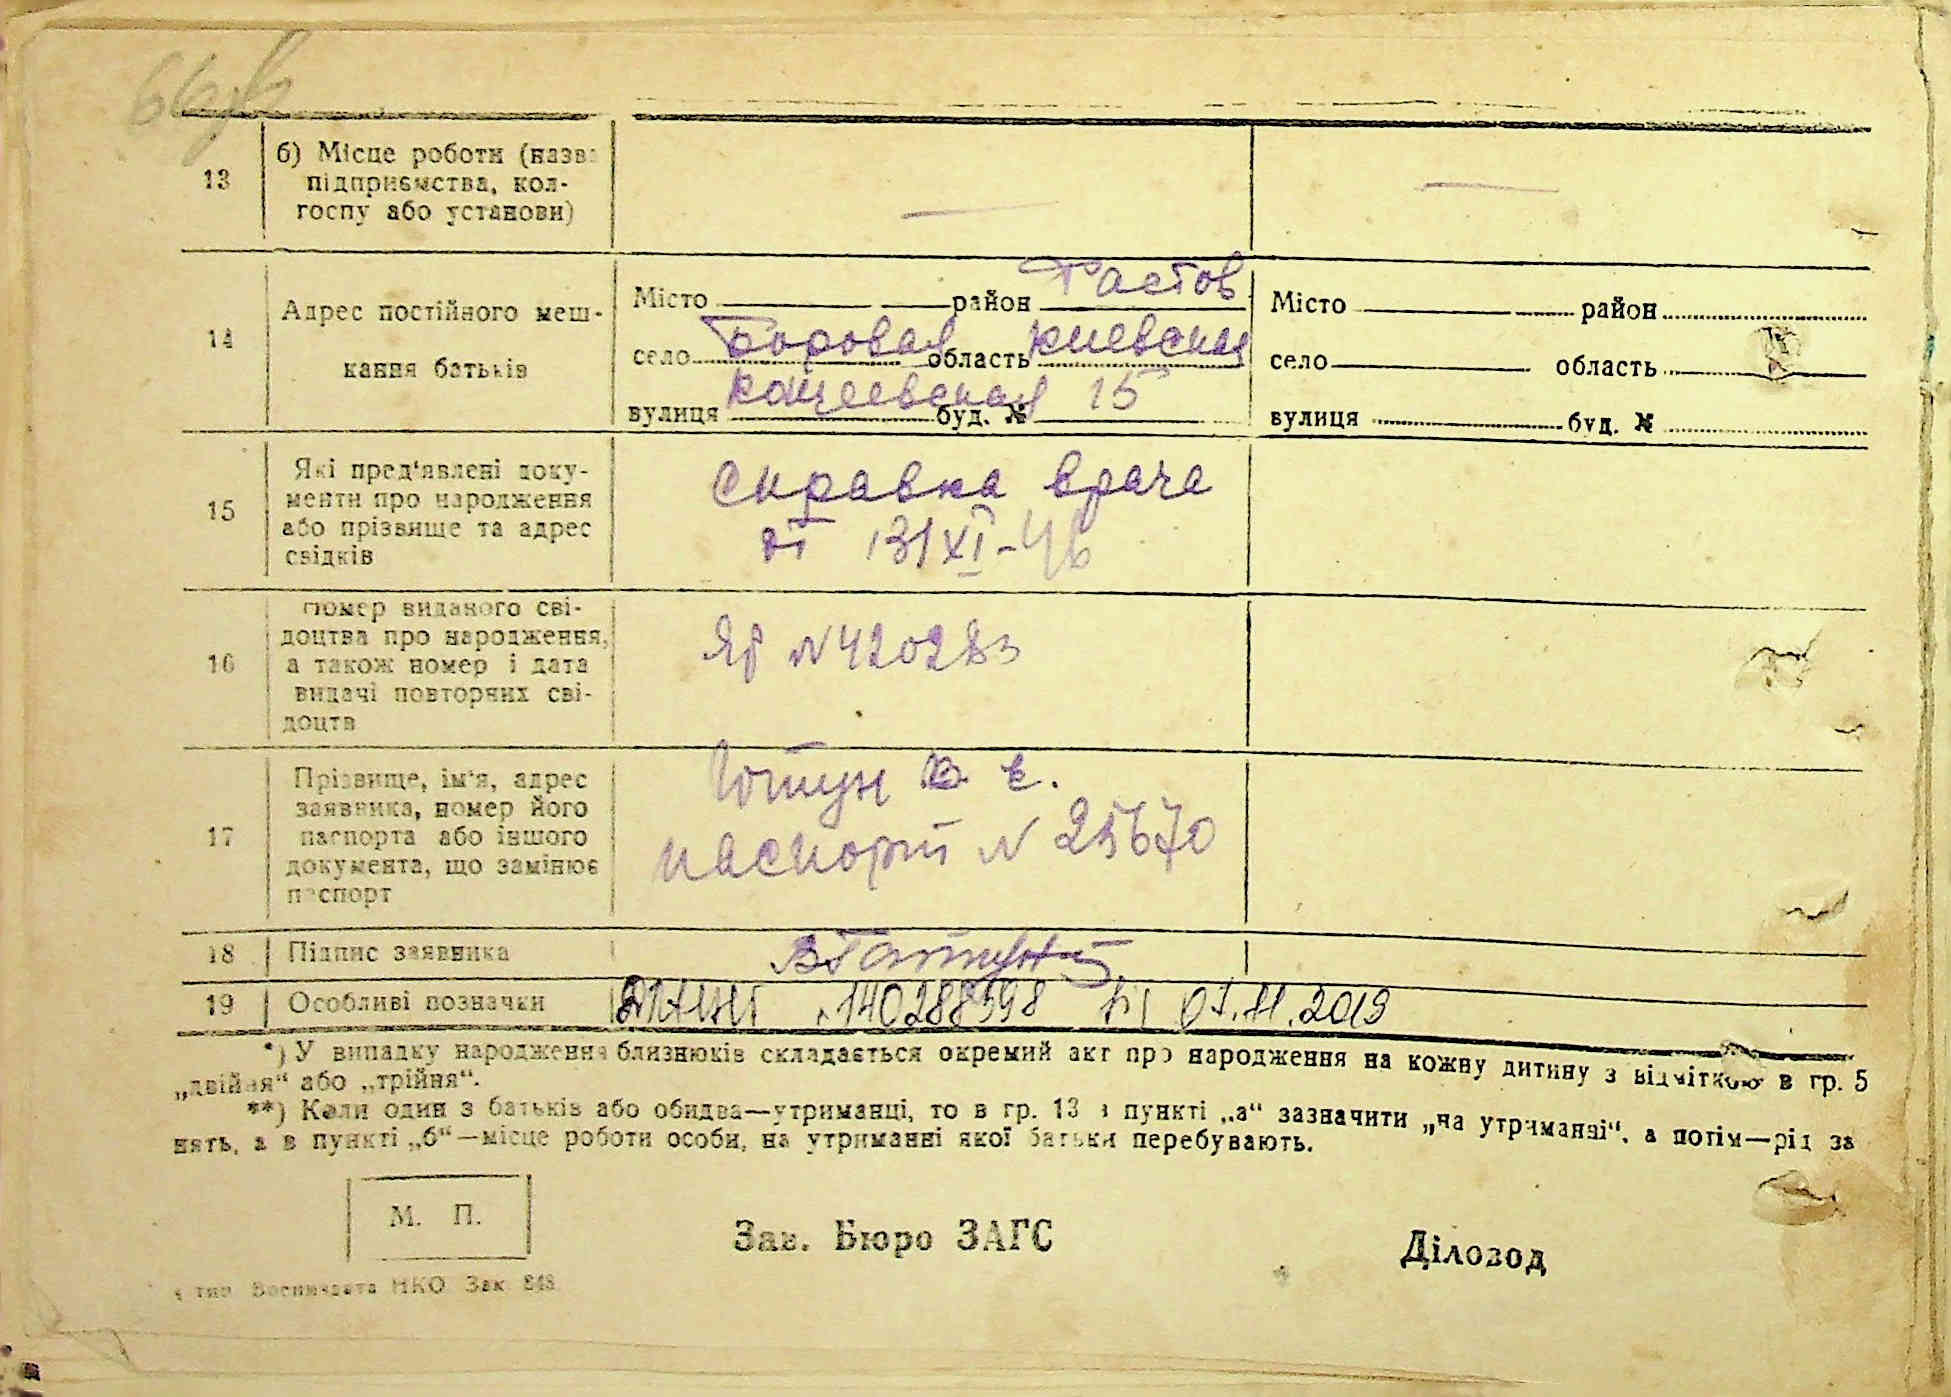 13
б) Місце роботи (назва
підприємства, кол-
госпу або установи)
14
Адрес постійного меш-
кання батьків
Місто район Фастов
село Боровая область Киевская
вулиця Кощеевская буд. № 15
Місто район
село область
вулиця буд. №
15
Які пред'явлені доку-
менти про народження
або прізвище та адрес
свідків
Справка врача
от 13/XI-46
16
Номер виданого сві-
доцтва про народження,
а також номер і дата
видачі повторних сві-
доцтв
N 420283
17
Прізвище, ім'я, адрес
заявника, номер його
паспорта або іншого
документа, що замінює
паспорт
В. Е.
паспорт N 25670
18
Підпис заявника
19
Особливі позначки
.11.2019
*) У випадку народження близнюків складається окремий акт про народження на кожну дитину з відміткою в гр. 5
„двійня“ або „трійня“.
**) Коли один з батьків або обидва—утриманці, то в гр. 13 в пункті „а“ зазначити „на утриманні“, а потім—рід за
нять, а в пункті „б“—місце роботи особи, на утриманні якої батьки перебувають.
М. П.
Зав. Бюро ЗАГС
Діловод
НКО Зак 848